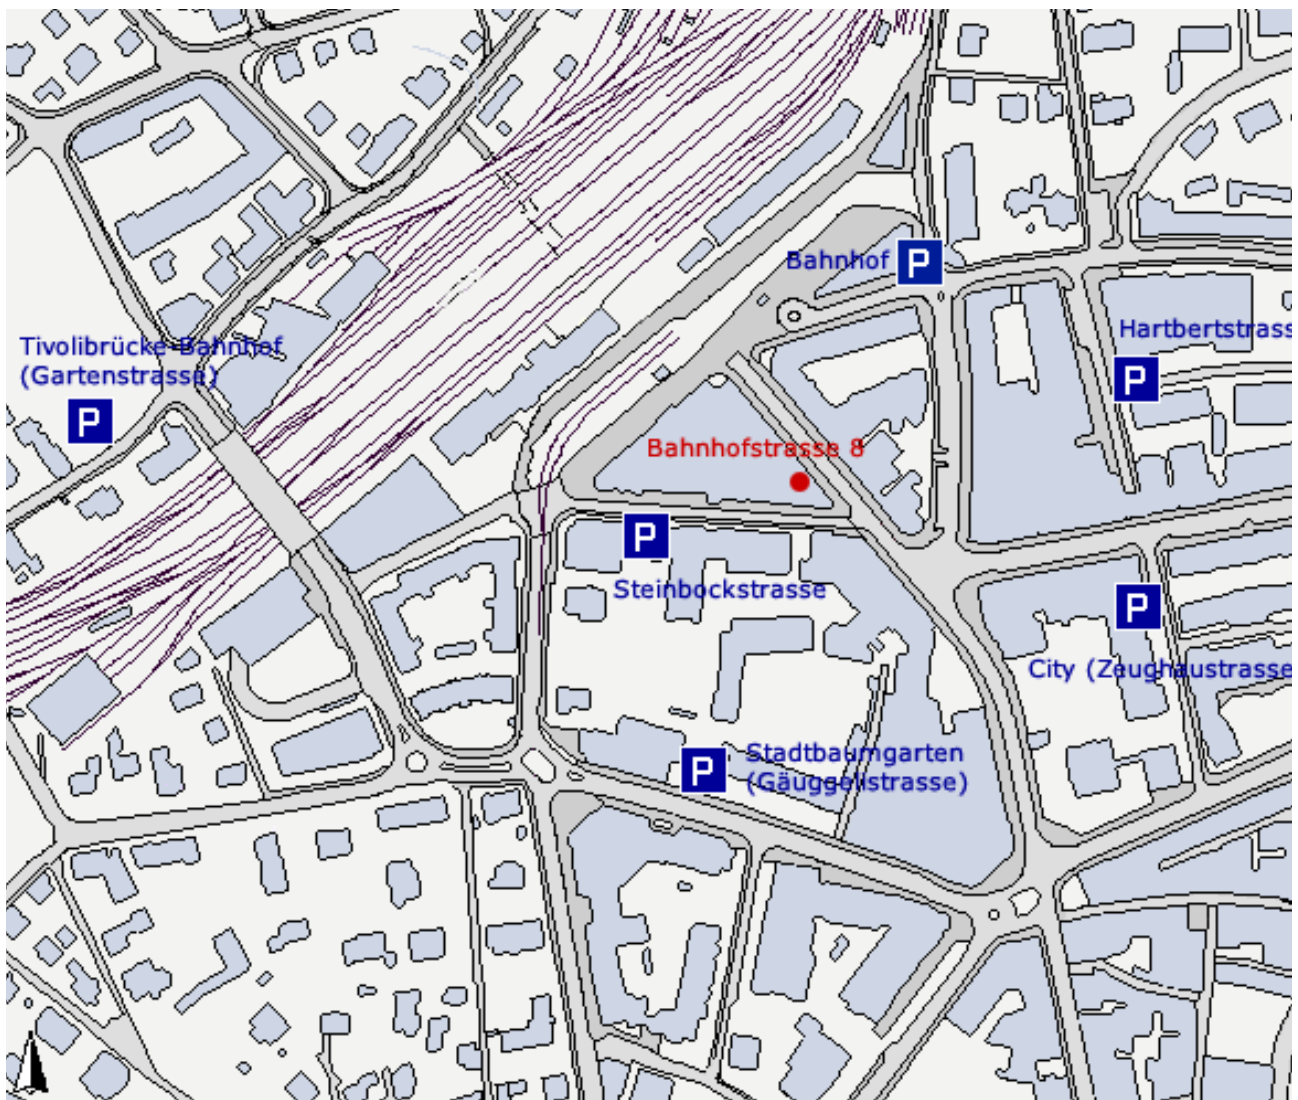 Bahnhof
P
Hartbertstrass
P
Tivolibrücke-Bahnhof
(Gartenstrasse)
P
Bahnhofstrasse 8
P
Steinbockstrasse
P
City (Zeughaustrasse
P
Stadtbaumgarten
(Gäuggelistrasse)